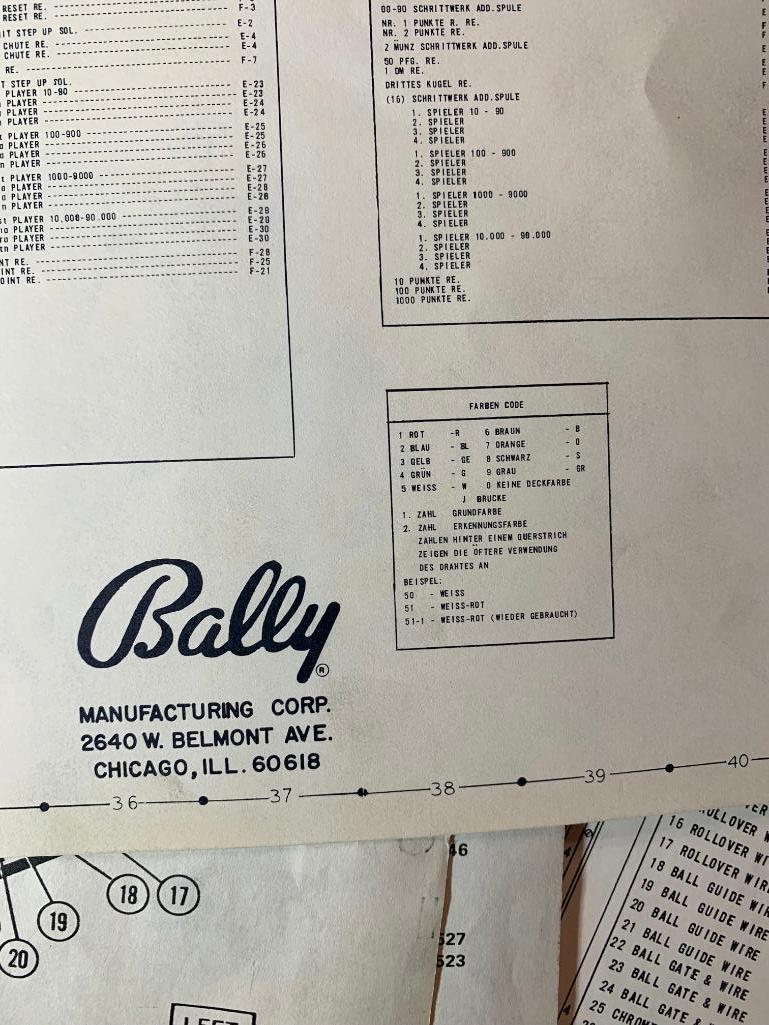 RESET RE. F-3
RESET RE.
IT STEP UP SOL. E-2
CHUTE RE. E-4
CHUTE RE. E-4
RE. F-7
T STEP UP SOL.
PLAYER 10-90 E-23
PLAYER E-23
PLAYER E-24
PLAYER E-24
PLAYER 100-900 E-25
PLAYER E-25
PLAYER E-26
PLAYER E-26
PLAYER 1000-9000 E-27
PLAYER E-27
PLAYER E-28
PLAYER E-28
st PLAYER 10.000-90.000 E-29
PLAYER E-29
PLAYER E-30
PLAYER E-30
NT RE. F-28
INT RE. F-25
OINT RE. F-21
00-90 SCHRITTWERK ADD.SPULE
NR. 1 PUNKTE R. RE.
NR. 2 PUNKTE RE.
2 MÜNZ SCHRITTWERK ADD.SPULE
50 PFG. RE.
1 DM RE.
DRITTES KUGEL RE.
(16) SCHRITTWERK ADD.SPULE
1. SPIELER 10 - 90
2. SPIELER
3. SPIELER
4. SPIELER
1. SPIELER 100 - 900
2. SPIELER
3. SPIELER
4. SPIELER
1. SPIELER 1000 - 9000
2. SPIELER
3. SPIELER
4. SPIELER
1. SPIELER 10.000 - 90.000
2. SPIELER
3. SPIELER
4. SPIELER
10 PUNKTE RE.
100 PUNKTE RE.
1000 PUNKTE RE.
FARBEN CODE
1 ROT -R 6 BRAUN - B
2 BLAU - BL 7 ORANGE - O
3 GELB - GE 8 SCHWARZ - S
4 GRÜN - G 9 GRAU - GR
5 WEISS - W 0 KEINE DECKFARBE
J BRUCKE
1. ZAHL GRUNDFARBE
2. ZAHL ERKENNUNGSFARBE
ZAHLEN HINTER EINEM QUERSTRICH
ZEIGEN DIE ÖFTERE VERWENDUNG
DES DRAHTES AN
BEISPEL:
50 - WEISS
51 - WEISS-ROT
51-1 - WEISS-ROT (WIEDER GEBRAUCHT)
Bally®
MANUFACTURING CORP.
2640 W. BELMONT AVE.
CHICAGO, ILL. 60618
36 37 38 39 40
18 17
19
20
46
527
523
16 ROLLOVER WI
17 ROLLOVER WIR
18 BALL GUIDE WIR
19 BALL GUIDE WIRE
20 BALL GUIDE WIRE
21 BALL GUIDE WIRE
22 BALL GATE & WIRE
23 BALL GATE & WIRE
24 BALL GATE & WIRE
25 CHROM
LEFT